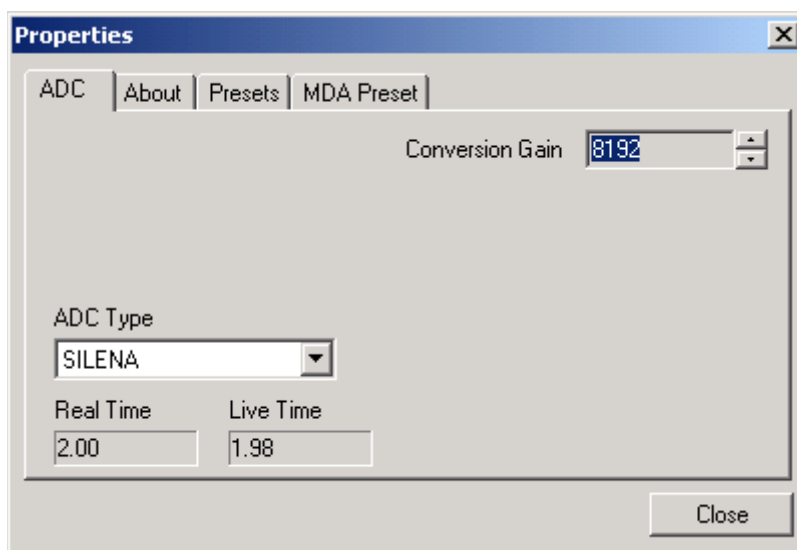 Properties
ADC About Presets MDA Preset
Conversion Gain 8192
ADC Type
SILENA
Real Time Live Time
2.00 1.98
Close